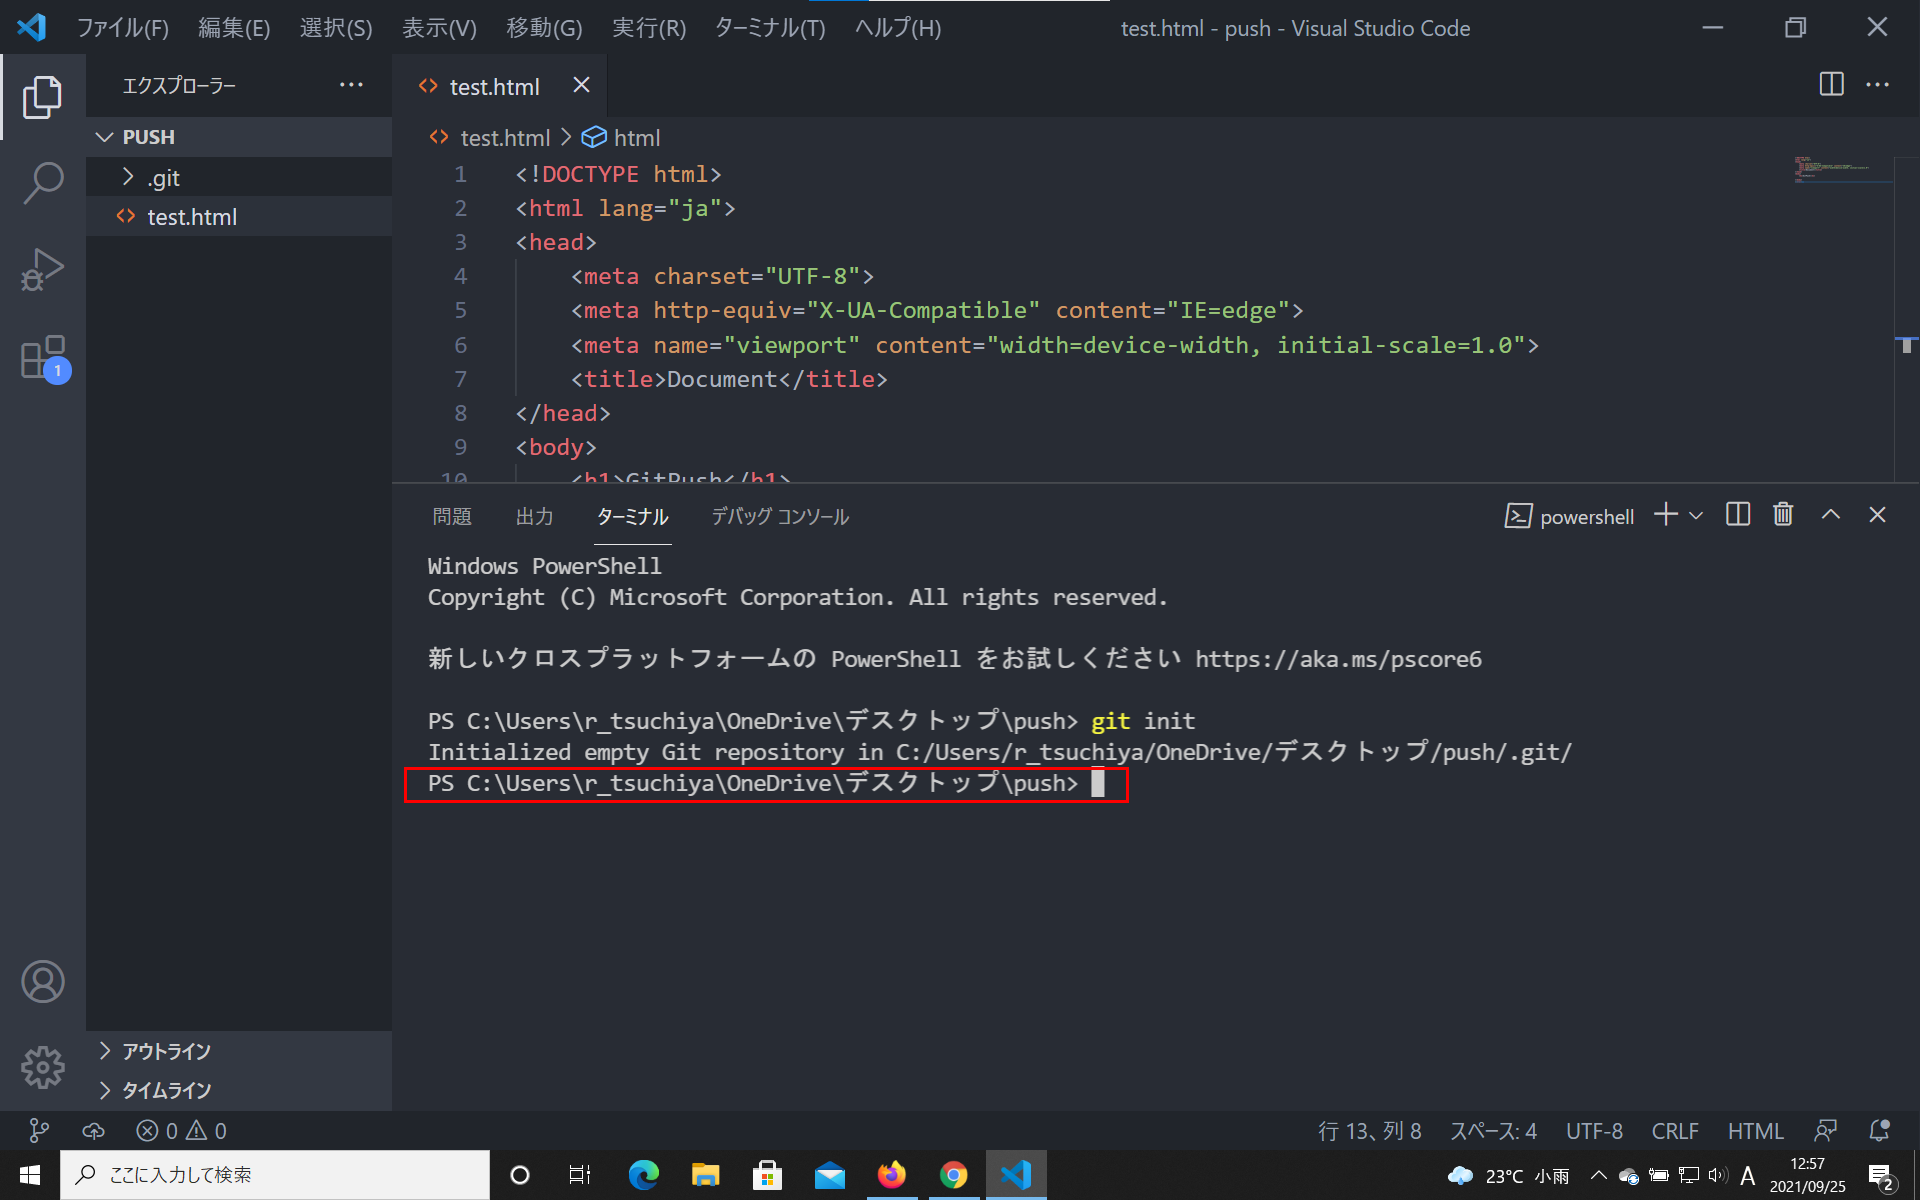 ファイル(F) 編集(E) 選択(S) 表示(V) 移動(G) 実行(R) ターミナル(T) ヘルプ(H) test.html - push - Visual Studio Code
エクスプローラー
PUSH
.git
test.html
1
アウトライン
タイムライン
test.html
test.html > html
1 <!DOCTYPE html>
2 <html lang="ja">
3 <head>
4 <meta charset="UTF-8">
5 <meta http-equiv="X-UA-Compatible" content="IE=edge">
6 <meta name="viewport" content="width=device-width, initial-scale=1.0">
7 <title>Document</title>
8 </head>
9 <body>
10 <h1>GitPush</h1>
問題 出力 ターミナル デバッグ コンソール powershell
Windows PowerShell
Copyright (C) Microsoft Corporation. All rights reserved.
新しいクロスプラットフォームの PowerShell をお試しください https://aka.ms/pscore6
PS C:\Users\r_tsuchiya\OneDrive\デスクトップ\push> git init
Initialized empty Git repository in C:/Users/r_tsuchiya/OneDrive/デスクトップ/push/.git/
PS C:\Users\r_tsuchiya\OneDrive\デスクトップ\push>
0 0 行 13、列 8 スペース: 4 UTF-8 CRLF HTML
ここに入力して検索 23°C 小雨 A 12:57
2021/09/25 2